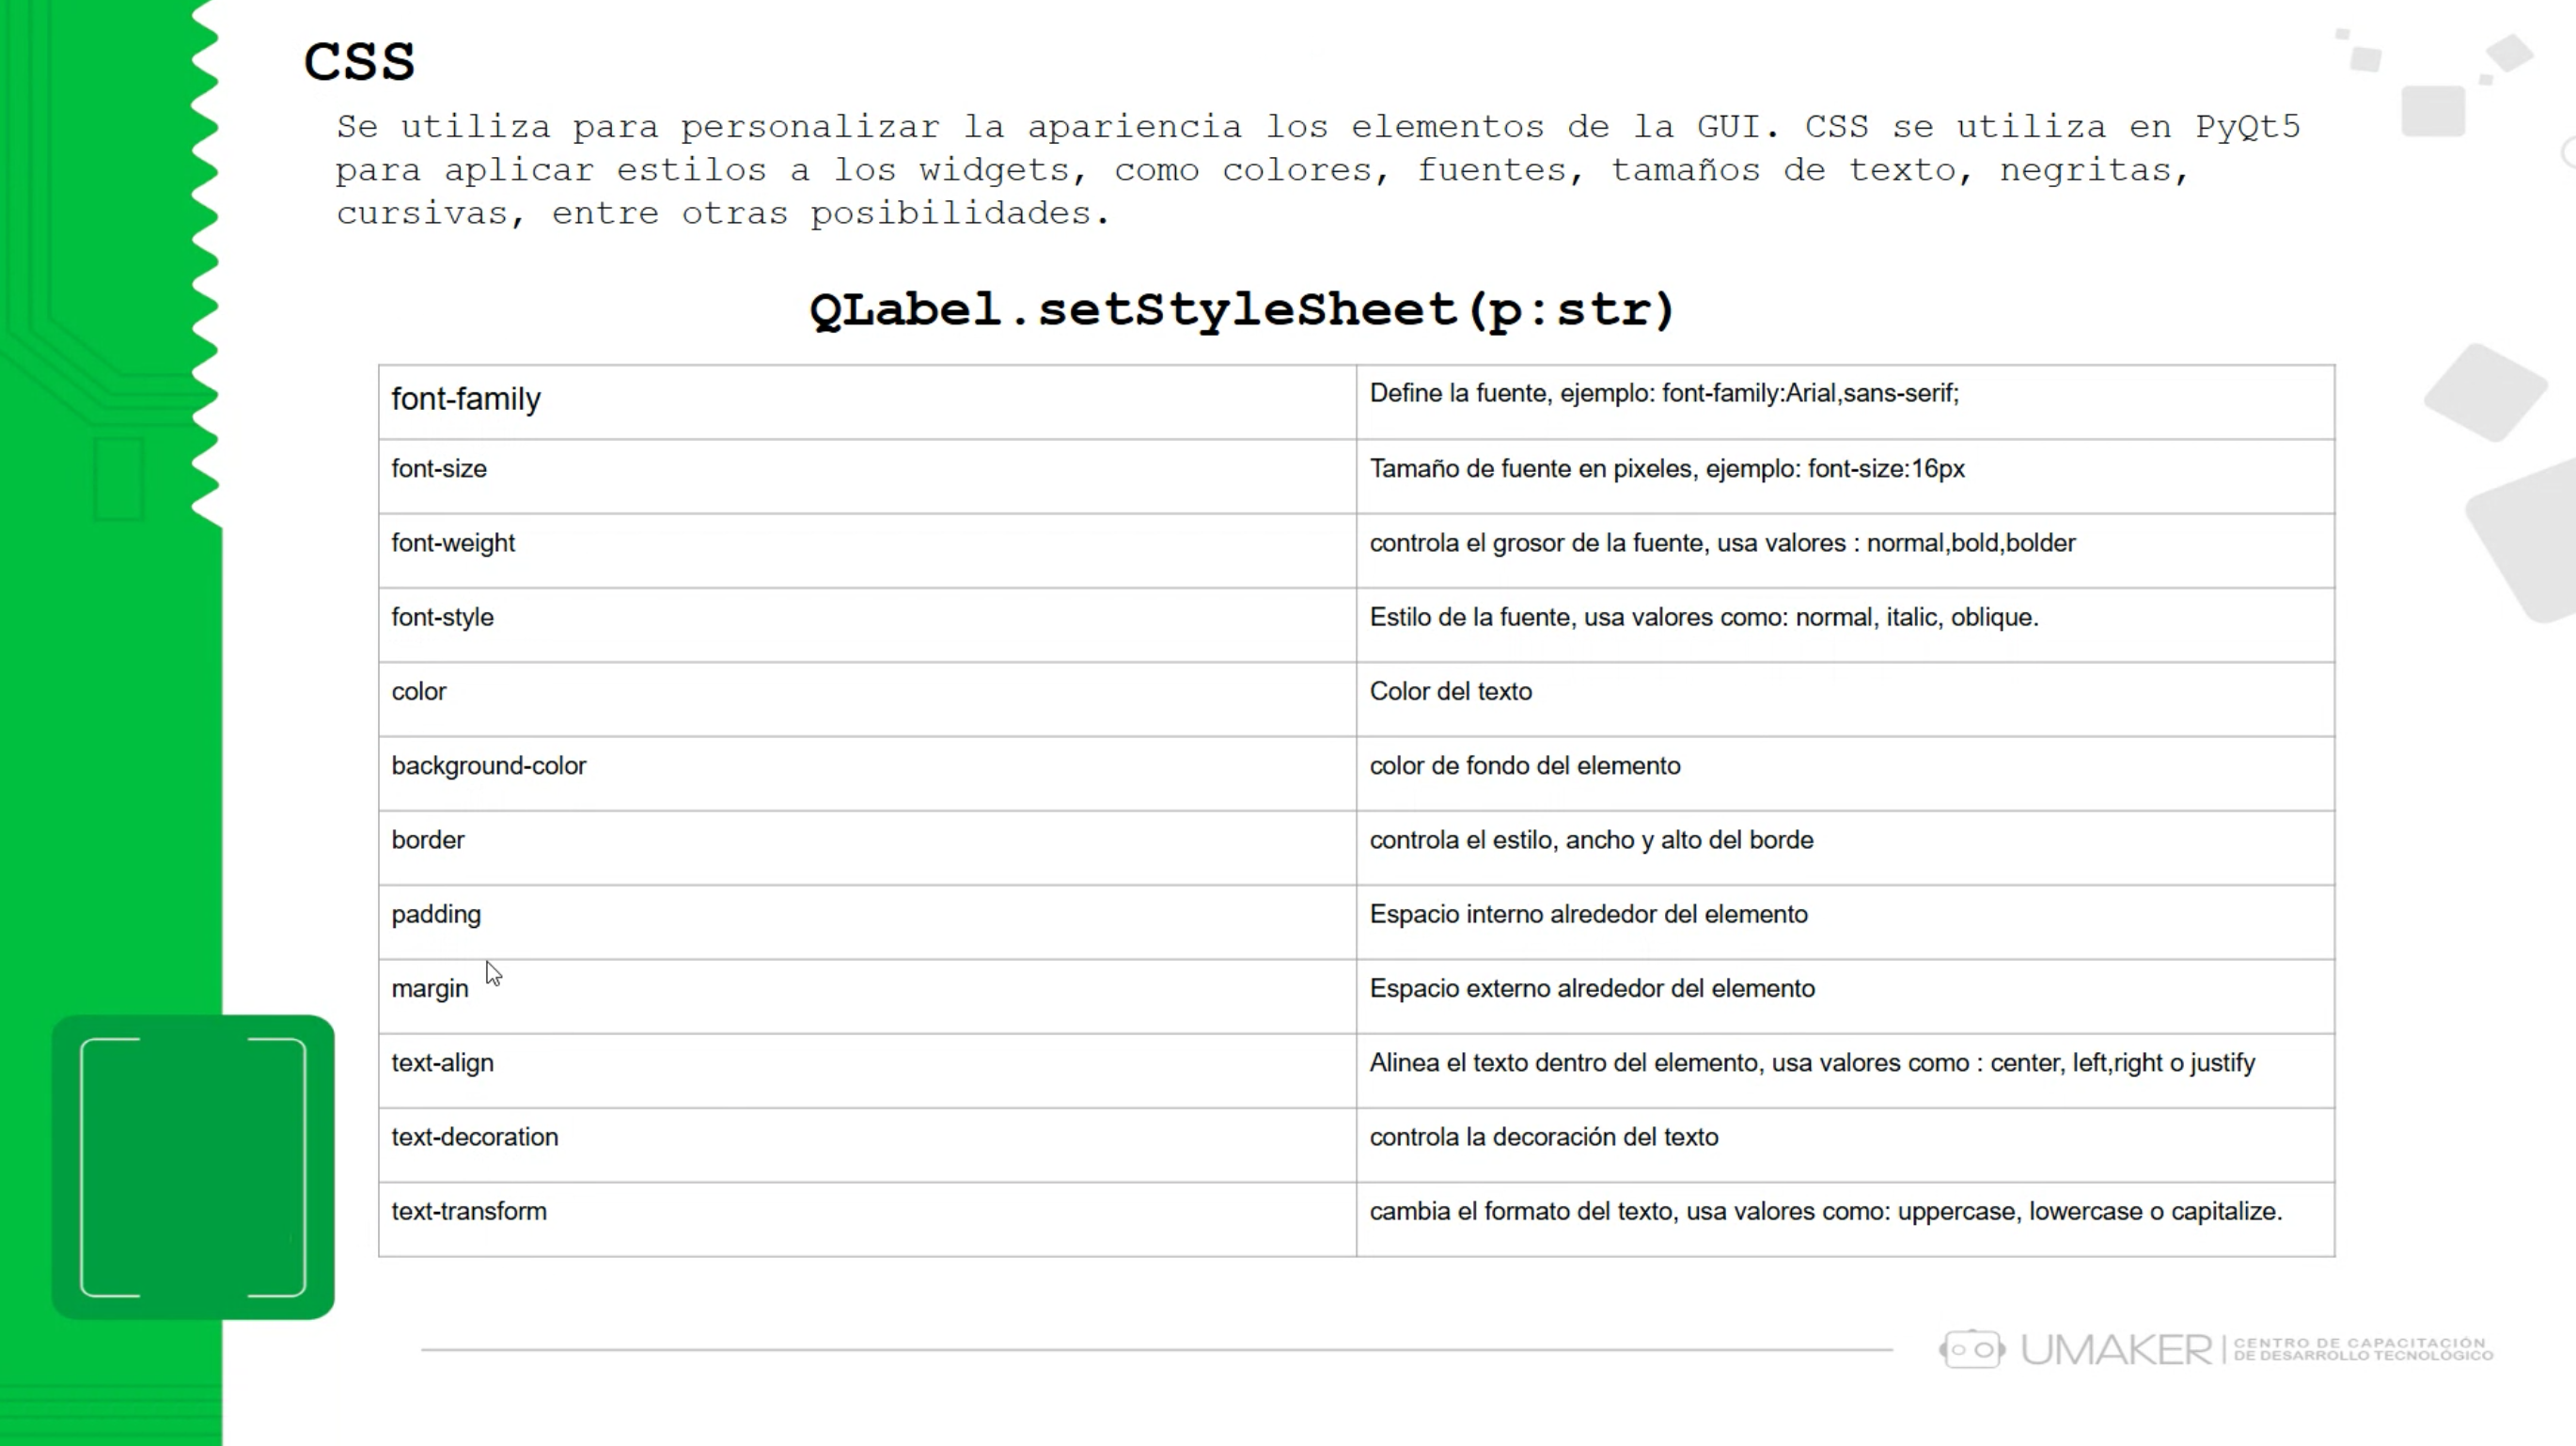 CSS
Se utiliza para personalizar la apariencia los elementos de la GUI. CSS se utiliza en PyQt5
para aplicar estilos a los widgets, como colores, fuentes, tamaños de texto, negritas,
cursivas, entre otras posibilidades.
QLabel.setStyleSheet(p:str)
font-family Define la fuente, ejemplo: font-family:Arial,sans-serif;
font-size Tamaño de fuente en pixeles, ejemplo: font-size:16px
font-weight controla el grosor de la fuente, usa valores : normal,bold,bolder
font-style Estilo de la fuente, usa valores como: normal, italic, oblique.
color Color del texto
background-color color de fondo del elemento
border controla el estilo, ancho y alto del borde
padding Espacio interno alrededor del elemento
margin Espacio externo alrededor del elemento
text-align Alinea el texto dentro del elemento, usa valores como : center, left,right o justify
text-decoration controla la decoración del texto
text-transform cambia el formato del texto, usa valores como: uppercase, lowercase o capitalize.
UMAKER CENTRO DE CAPACITACIÓN
DE DESARROLLO TECNOLÓGICO